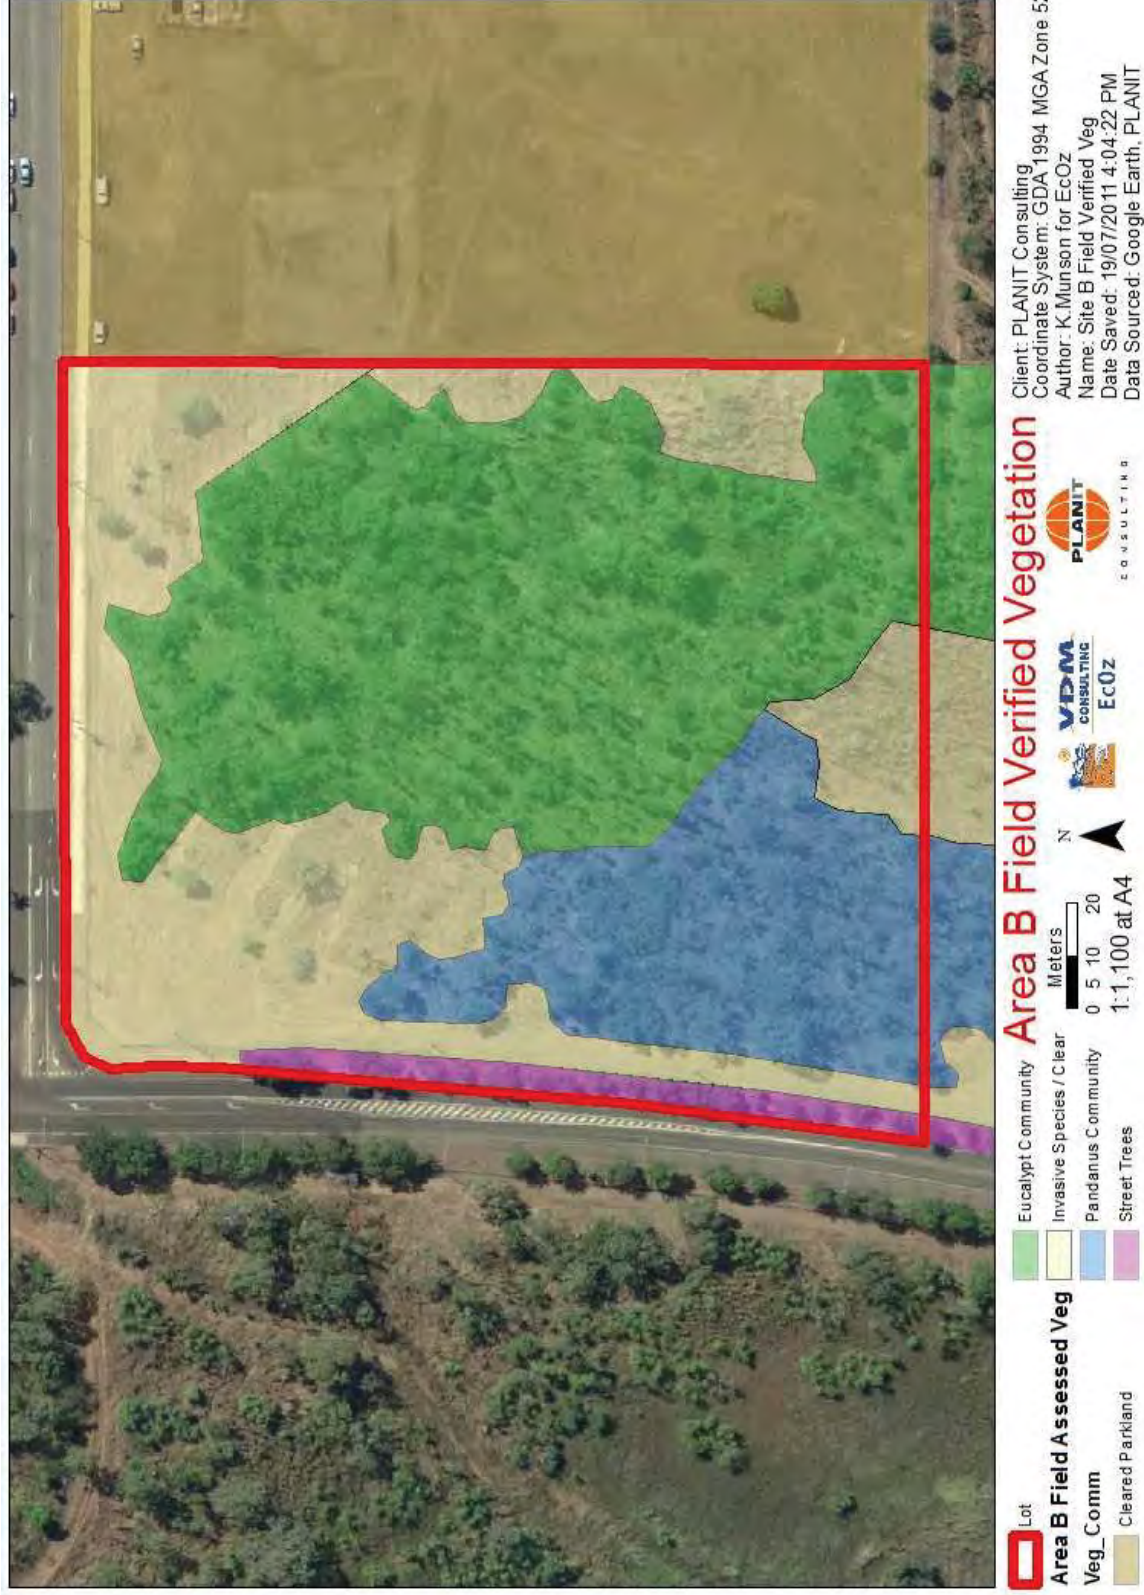 Lot
Area B Field Assessed Veg
Veg_Comm
Cleared Parkland
Eucalypt Community
Invasive Species / Clear
Pandanus Community
Street Trees
Area B Field Verified Vegetation
Meters
0 5 10 20
1:1,100 at A4
N
VDM
CONSULTING
EcOz
PLANIT
CONSULTING
Client: PLANIT Consulting
Coordinate System: GDA 1994 MGA Zone
Author: K.Munson for EcOz
Name: Site B Field Verified Veg
Date Saved: 19/07/2011 4:04:22 PM
Data Sourced: Google Earth, PLANIT